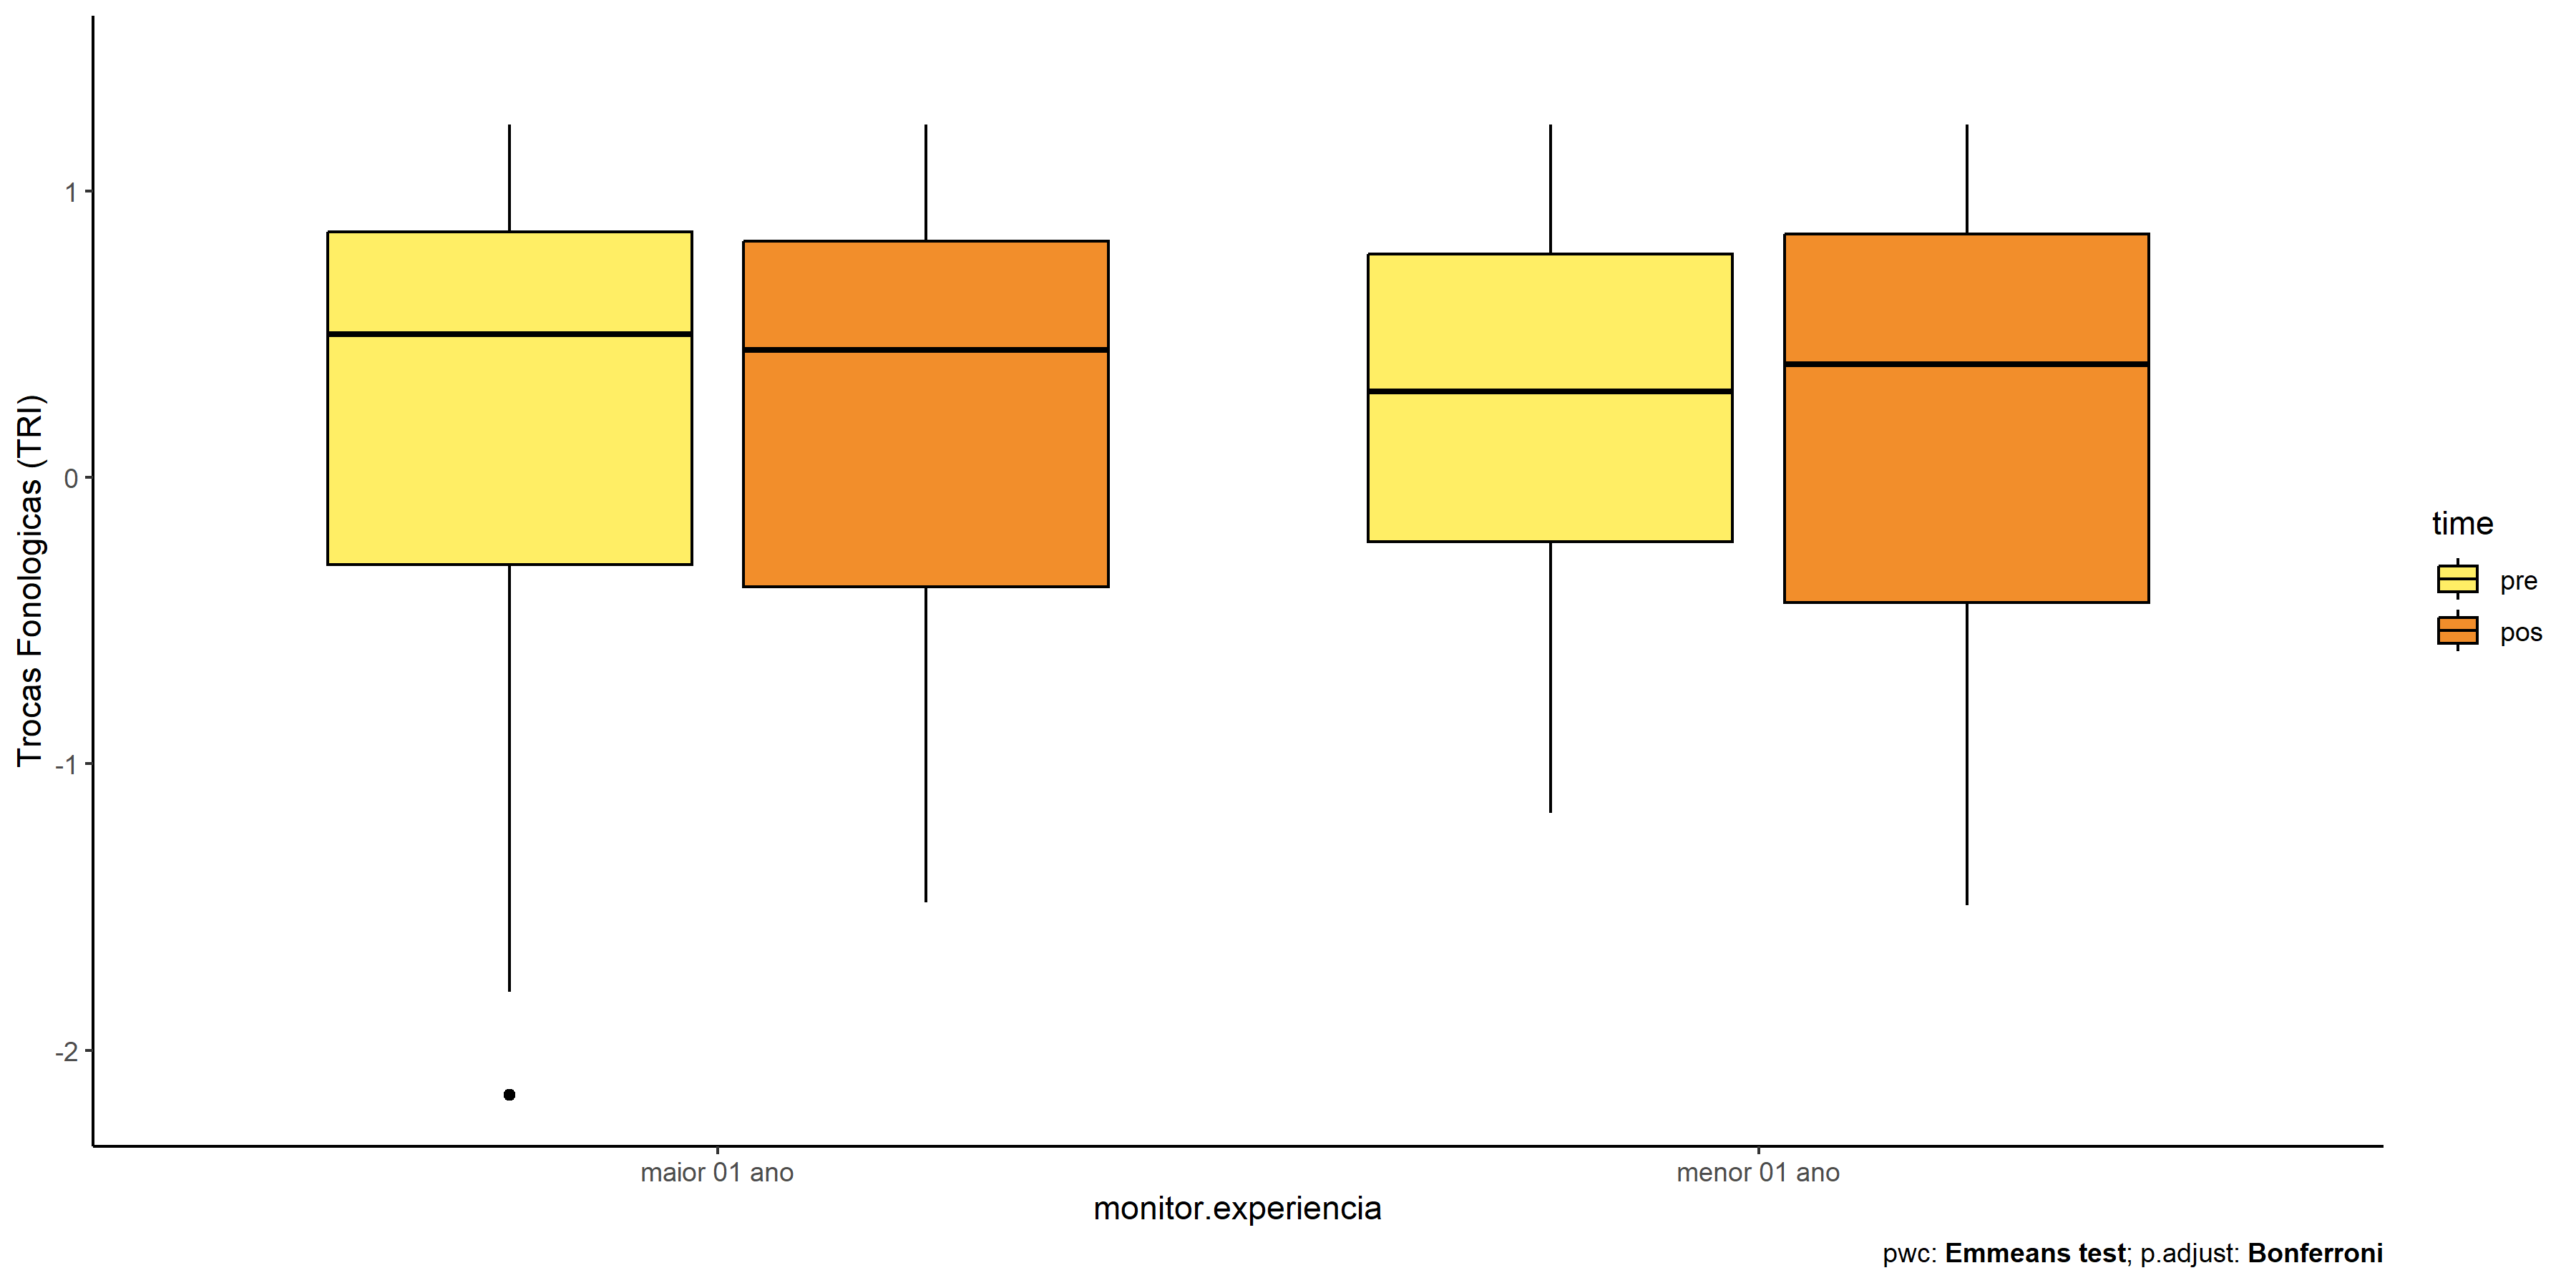 Trocas Fonologicas (TRI)
1
0
-1
-2
maior 01 ano
menor 01 ano
monitor.experiencia
time
pre
pos
pwc: Emmeans test; p.adjust: Bonferroni